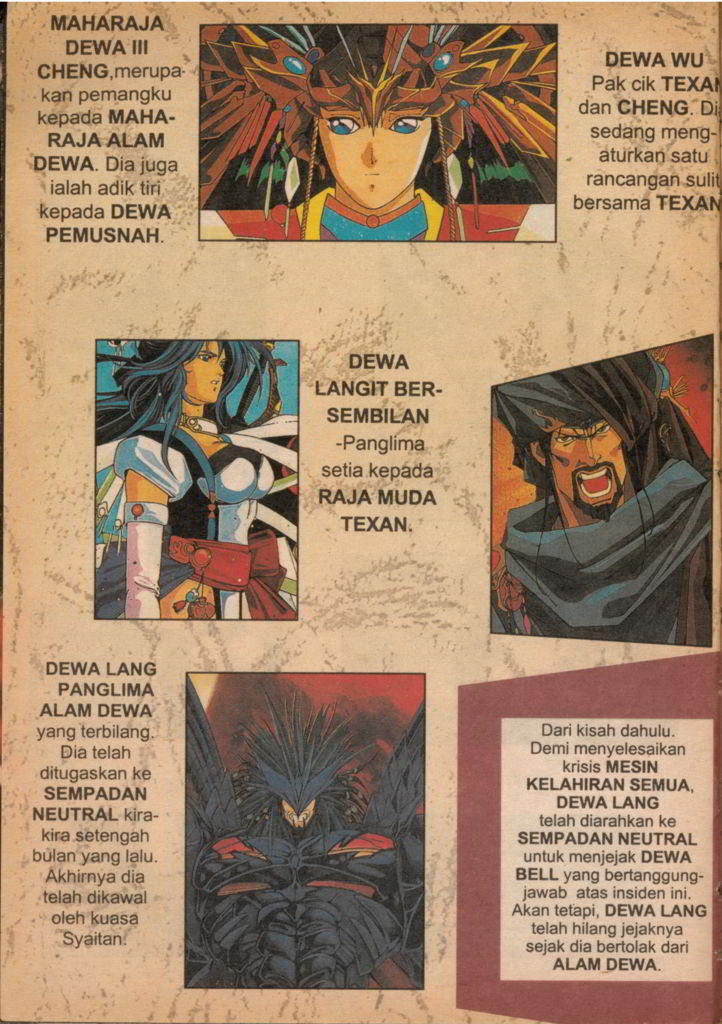 MAHARAJA
DEWA III
CHENG,merupa-
kan pemangku
kepada MAHA-
RAJA ALAM
DEWA. Dia juga
ialah adik tiri
kepada DEWA
PEMUSNAH.
DEWA WU
Pak cik TEXAN
dan CHENG. Dia
sedang meng-
aturkan satu
rancangan sulit
bersama TEXAN
DEWA
LANGIT BER-
SEMBILAN
-Panglima
setia kepada
RAJA MUDA
TEXAN.
DEWA LANG
PANGLIMA
ALAM DEWA
yang terbilang.
Dia telah
ditugaskan ke
SEMPADAN
NEUTRAL kira-
kira setengah
bulan yang lalu.
Akhirnya dia
telah dikawal
oleh kuasa
Syaitan.
Dari kisah dahulu.
Demi menyelesaikan
krisis MESIN
KELAHIRAN SEMUA,
DEWA LANG
telah diarahkan ke
SEMPADAN NEUTRAL
untuk menjejak DEWA
BELL yang bertanggung-
jawab atas insiden ini.
Akan tetapi, DEWA LANG
telah hilang jejaknya
sejak dia bertolak dari
ALAM DEWA.